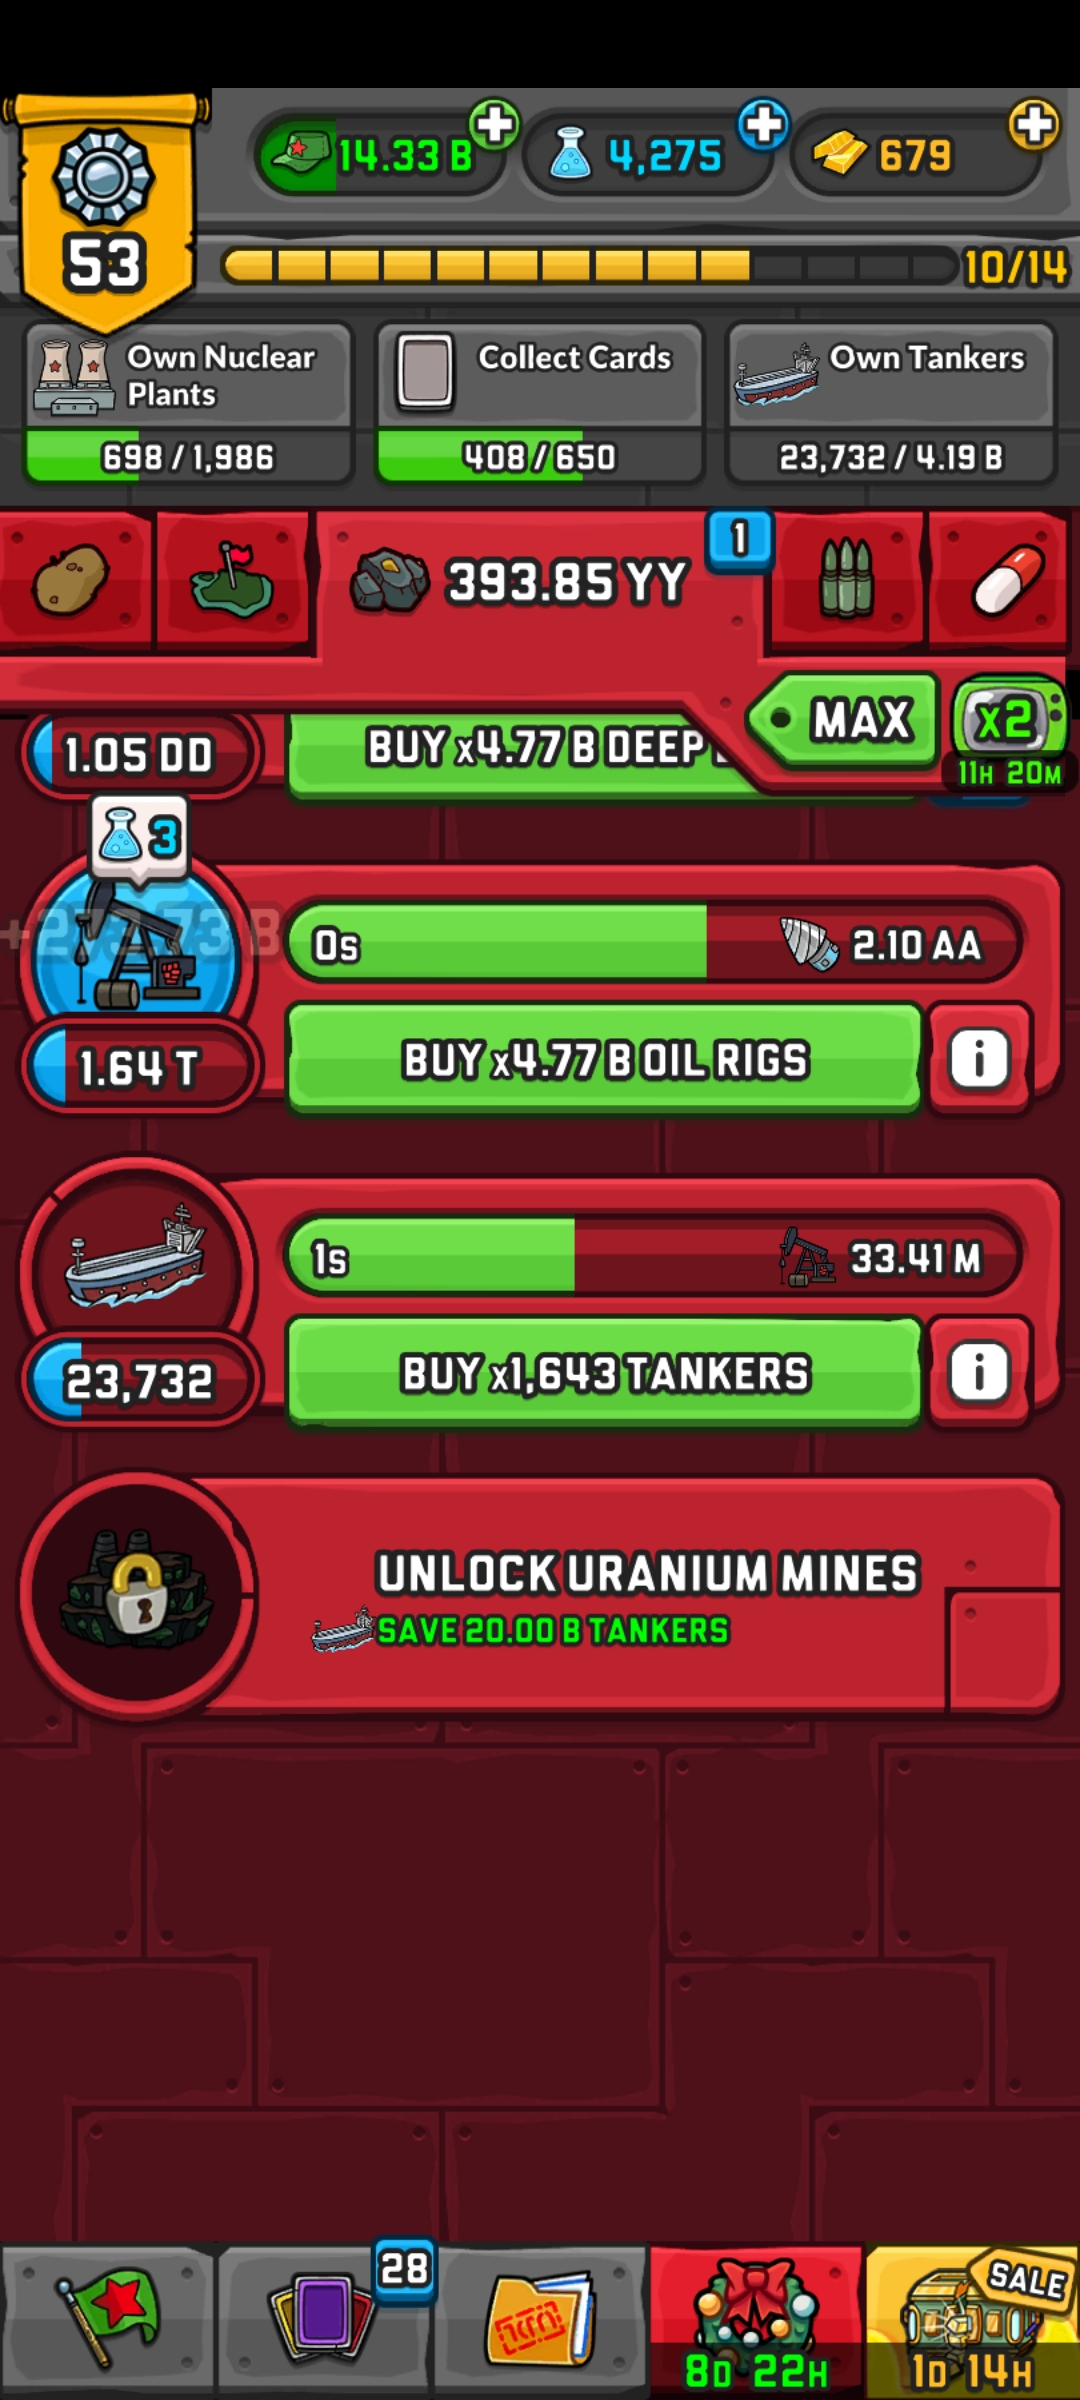 14.33 B
4,275
679
53
10/14
Own Nuclear
Plants
Collect Cards
Own Tankers
698 / 1,986
408 / 650
23,732 / 4.19 B
393.85 YY
1
MAX
x2
11H 20M
1.05 DD
BUY x4.77 B DEEP
3
+272.73 B
0s
2.10 AA
1.64 T
BUY x4.77 B OIL RIGS
i
1s
33.41 M
23,732
BUY x1,643 TANKERS
i
UNLOCK URANIUM MINES
SAVE 20.00 B TANKERS
28
SALE
8D 22H
1D 14H